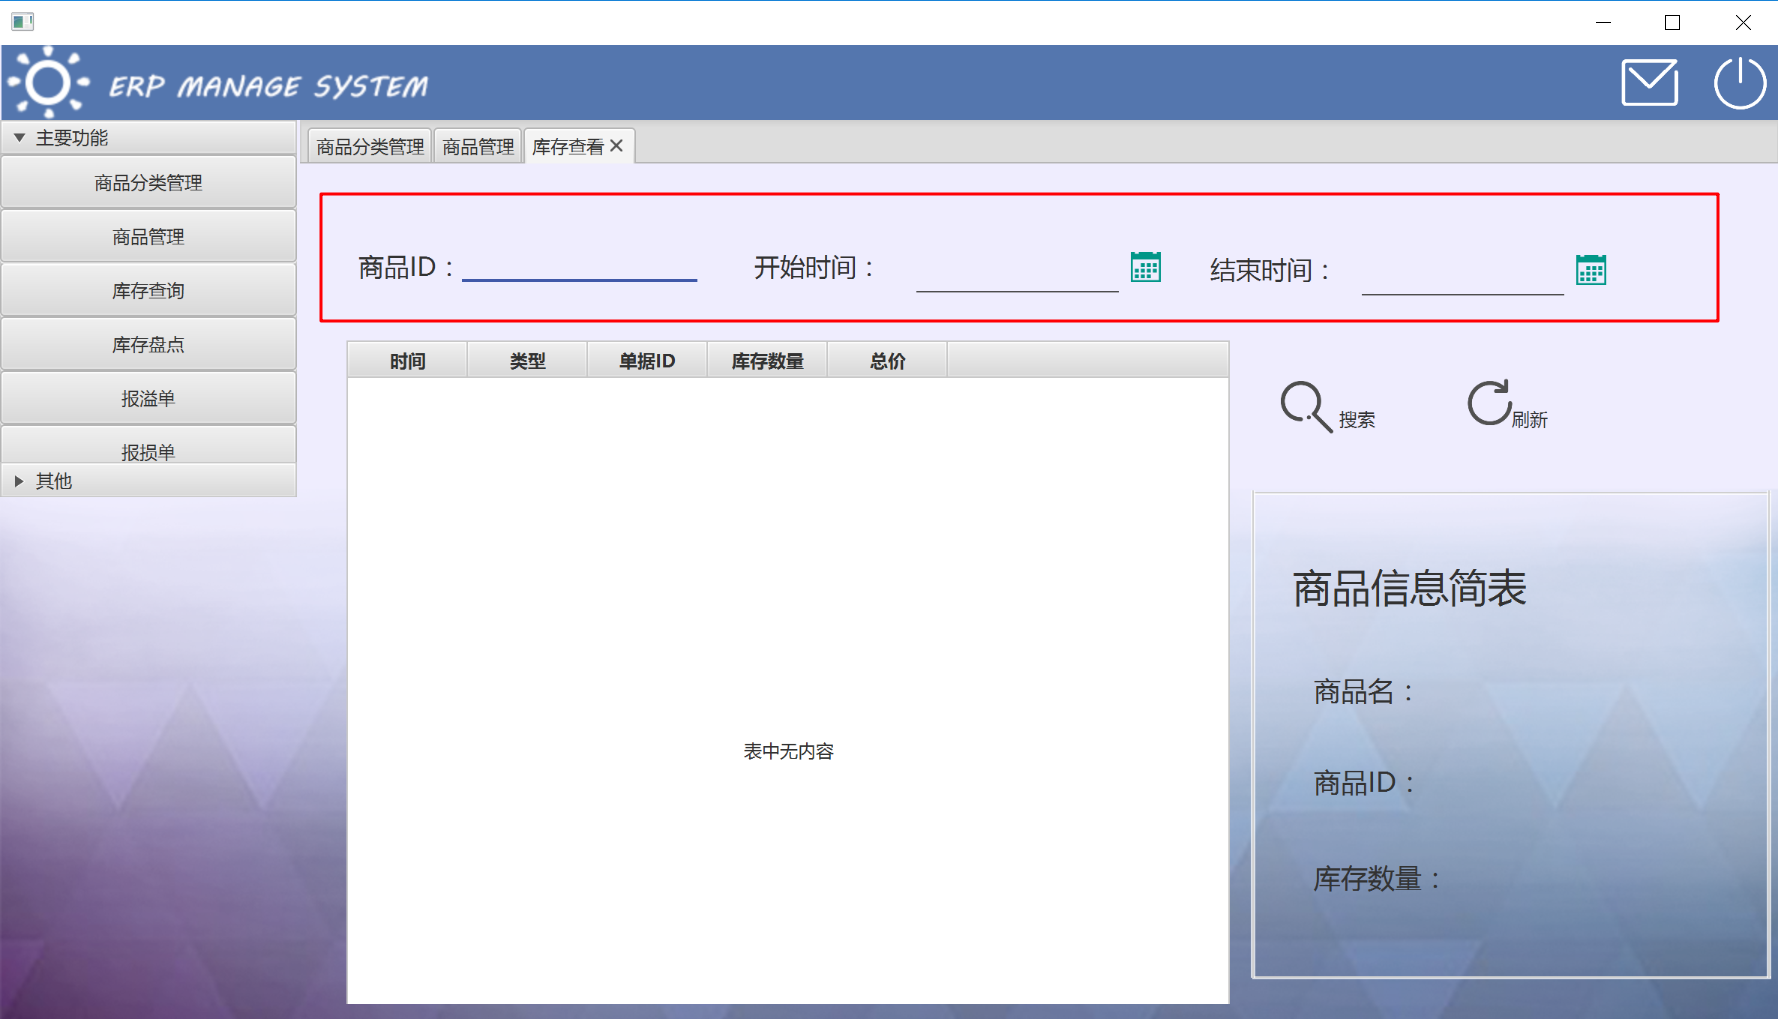 ERP MANAGE SYSTEM
主要功能
商品分类管理
商品管理
库存查询
库存盘点
报溢单
报损单
其他
商品分类管理 商品管理 库存查看
商品ID： 开始时间： 结束时间：
时间 类型 单据ID 库存数量 总价
表中无内容
搜索 刷新
商品信息简表
商品名：
商品ID：
库存数量：